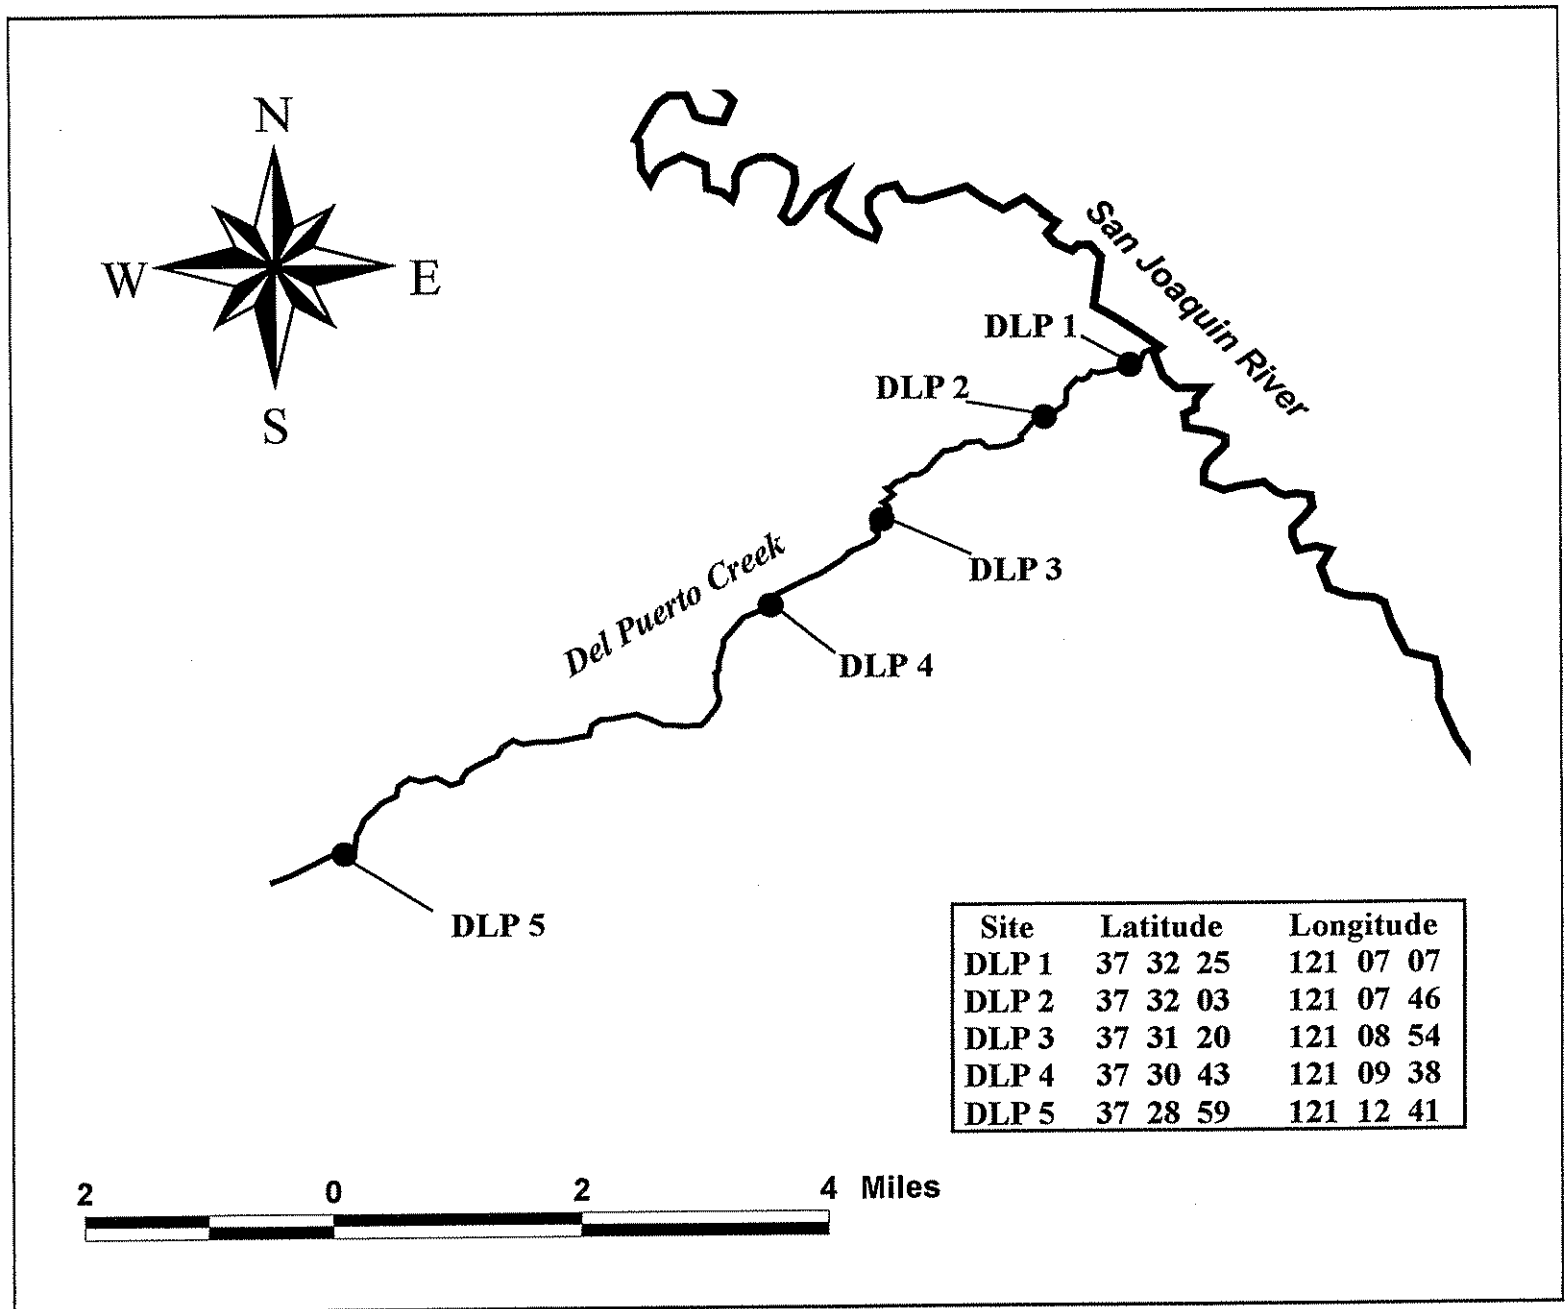 N
W E
S
San Joaquin River
DLP 1
DLP 2
DLP 3
Del Puerto Creek
DLP 4
DLP 5
Site Latitude Longitude
DLP 1 37 32 25 121 07 07
DLP 2 37 32 03 121 07 46
DLP 3 37 31 20 121 08 54
DLP 4 37 30 43 121 09 38
DLP 5 37 28 59 121 12 41
2 0 2 4 Miles